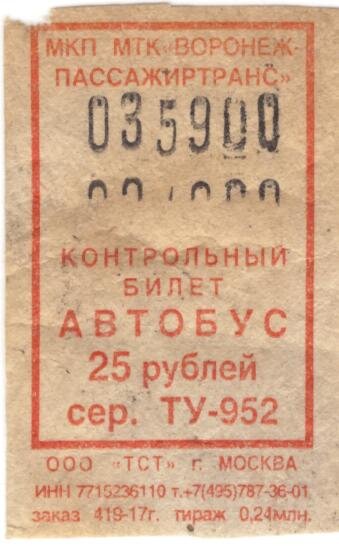 МКП МТК«ВОРОНЕЖ-
ПАССАЖИРТРАНС»
035900
КОНТРОЛЬНЫЙ
БИЛЕТ
АВТОБУС
25 рублей
сер. ТУ-952
ООО «ТСТ» г. МОСКВА
ИНН 7715236110 т.+7(495)787-36-01
заказ 419-17г. тираж 0,24млн.